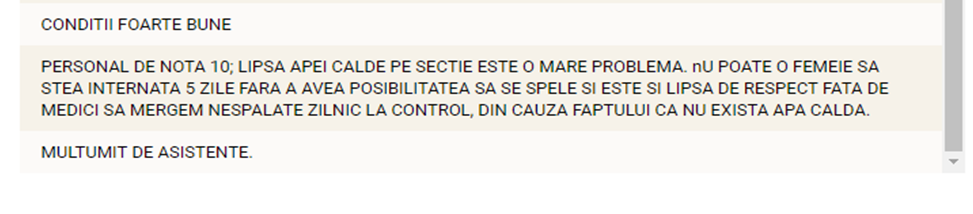 CONDITII FOARTE BUNE
PERSONAL DE NOTA 10; LIPSA APEI CALDE PE SECTIE ESTE O MARE PROBLEMA. nU POATE O FEMEIE SA
STEA INTERNATA 5 ZILE FARA A AVEA POSIBILITATEA SA SE SPELE SI ESTE SI LIPSA DE RESPECT FATA DE
MEDICI SA MERGEM NESPALATE ZILNIC LA CONTROL, DIN CAUZA FAPTULUI CA NU EXISTA APA CALDA.
MULTUMIT DE ASISTENTE.